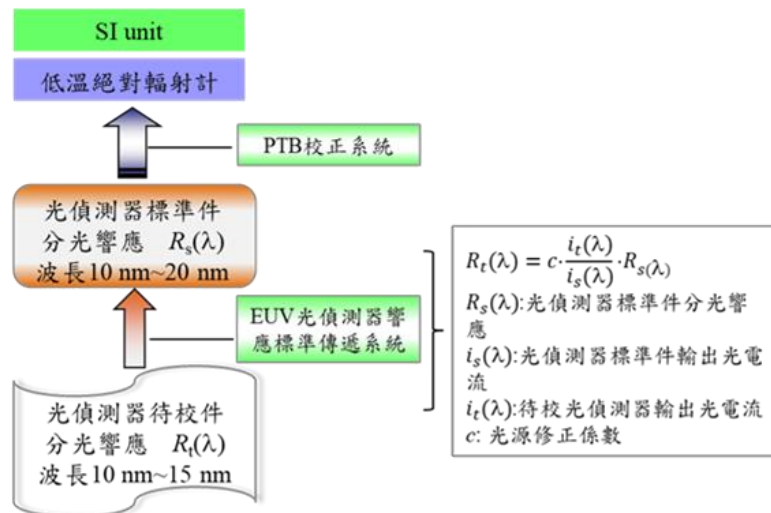 SI unit
低溫絕對輻射計
PTB校正系統
光偵測器標準件
分光響應 Rₛ(λ)
波長10 nm~20 nm
EUV光偵測器響
應標準傳遞系統
光偵測器待校件
分光響應 Rₜ(λ)
波長10 nm~15 nm
Rₜ(λ) = c·iₜ(λ)/iₛ(λ)·Rₛ₍λ₎
Rₛ(λ):光偵測器標準件分光響
應
iₛ(λ):光偵測器標準件輸出光電
流
iₜ(λ):待校光偵測器輸出光電流
c: 光源修正係數